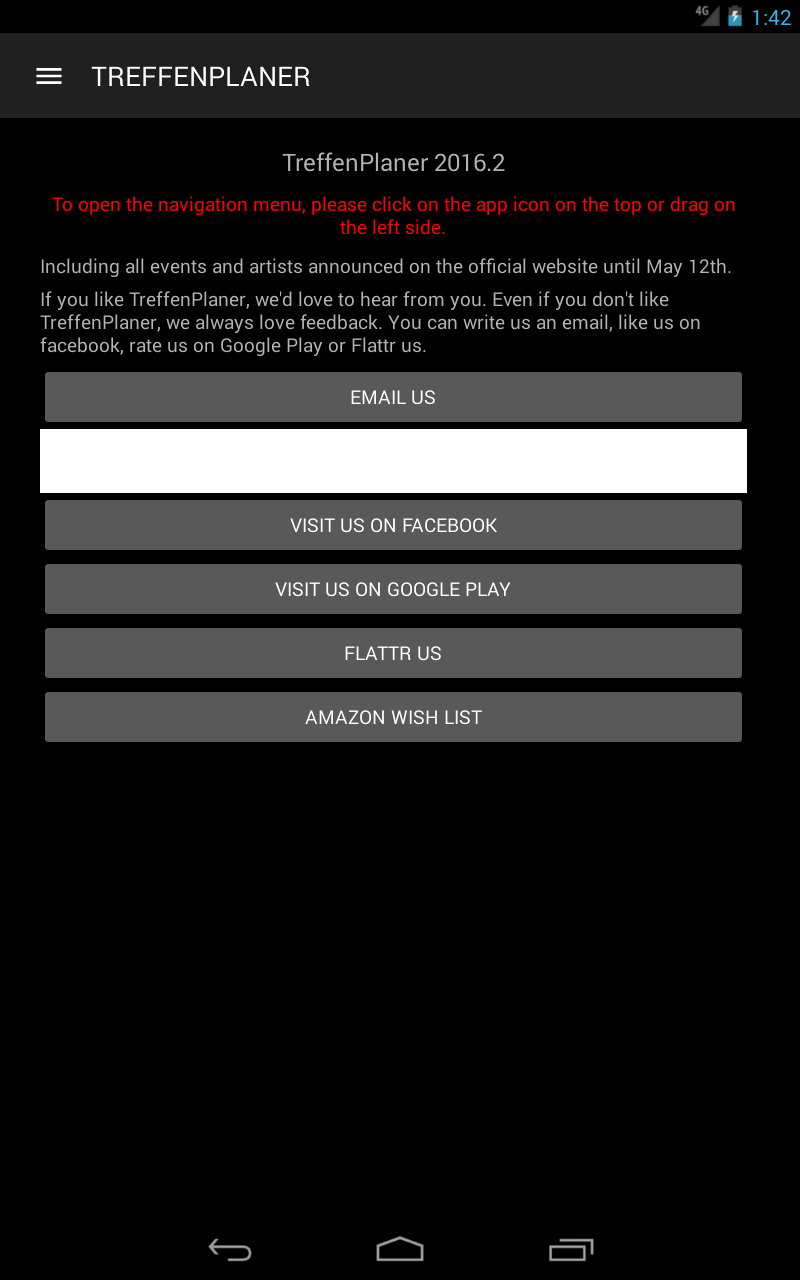 4G 1:42
TREFFENPLANER
TreffenPlaner 2016.2
To open the navigation menu, please click on the app icon on the top or drag on
the left side.
Including all events and artists announced on the official website until May 12th.
If you like TreffenPlaner, we'd love to hear from you. Even if you don't like
TreffenPlaner, we always love feedback. You can write us an email, like us on
facebook, rate us on Google Play or Flattr us.
EMAIL US
VISIT US ON FACEBOOK
VISIT US ON GOOGLE PLAY
FLATTR US
AMAZON WISH LIST